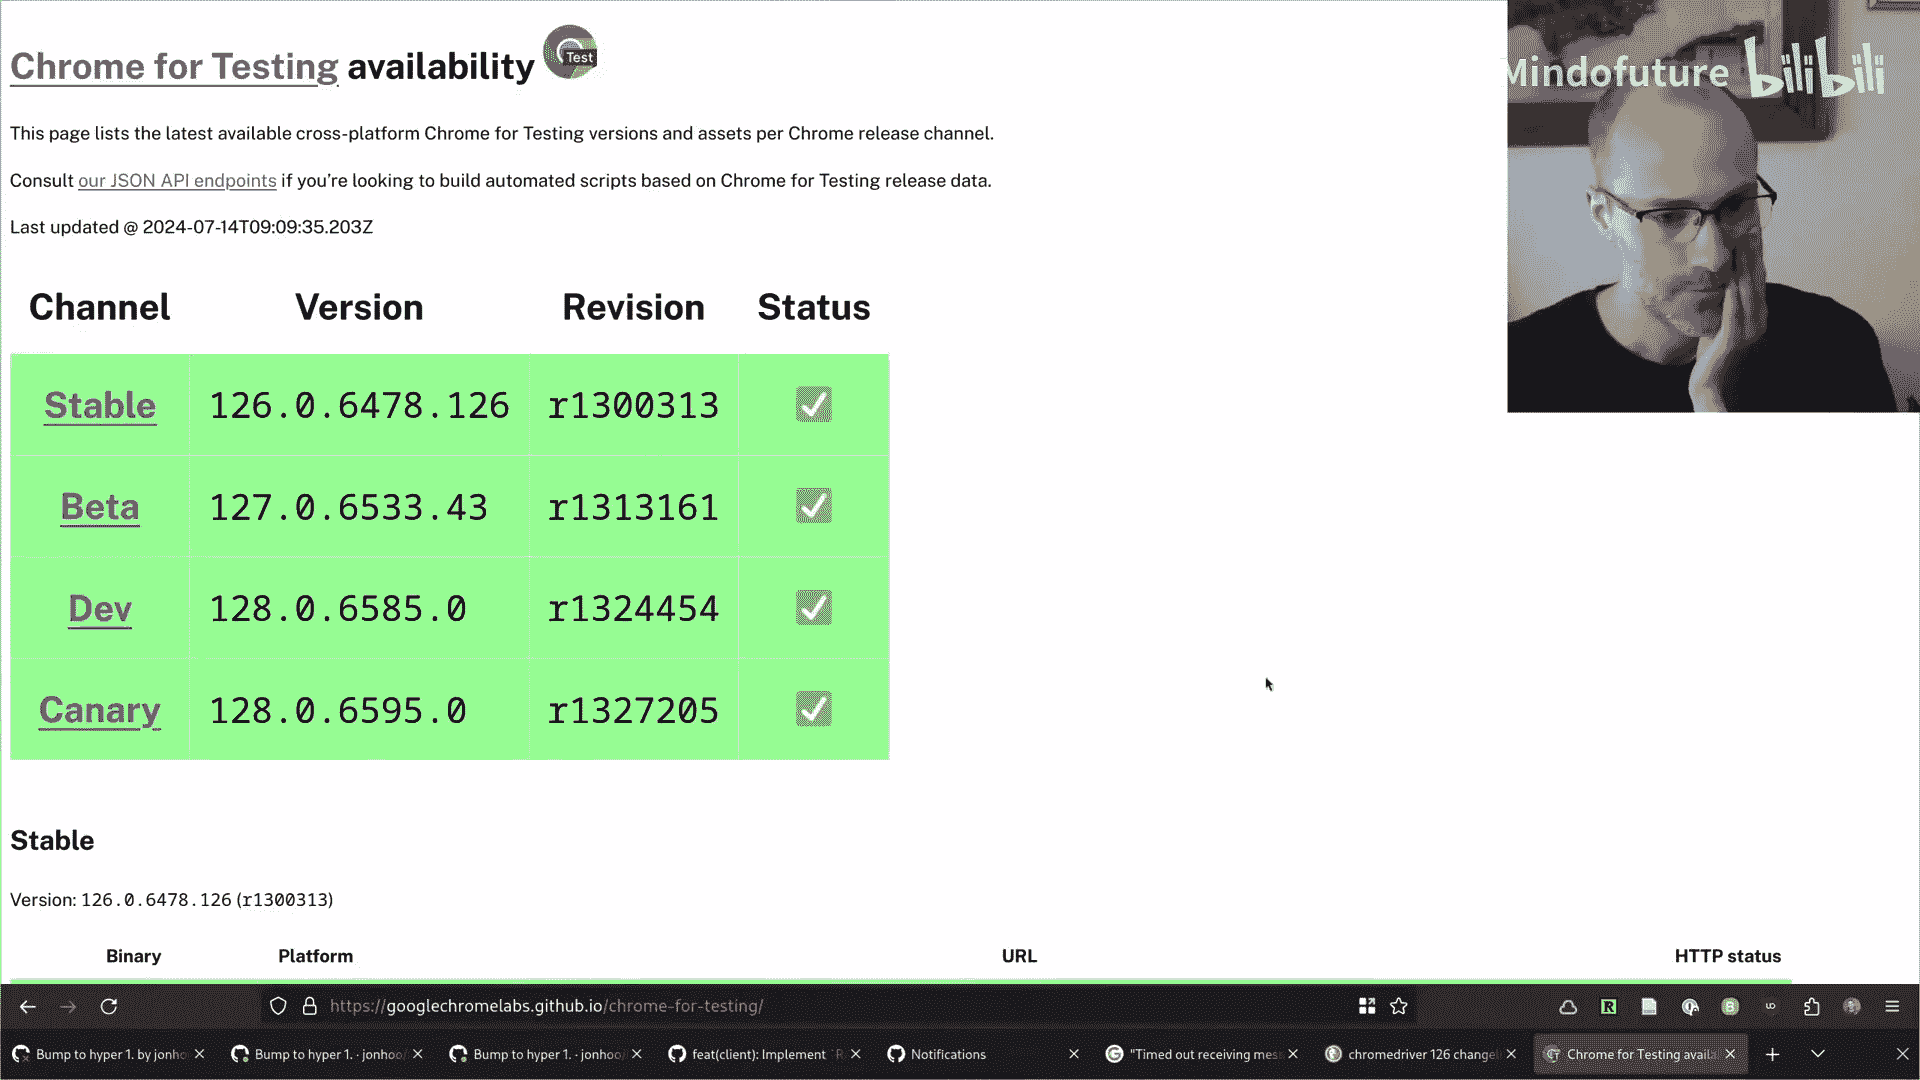 Chrome for Testing availability
Test
Mindofuture bilibili
This page lists the latest available cross-platform Chrome for Testing versions and assets per Chrome release channel.
Consult our JSON API endpoints if you’re looking to build automated scripts based on Chrome for Testing release data.
Last updated @ 2024-07-14T09:09:35.203Z
Channel Version Revision Status
Stable 126.0.6478.126 r1300313 ✅
Beta 127.0.6533.43 r1313161 ✅
Dev 128.0.6585.0 r1324454 ✅
Canary 128.0.6595.0 r1327205 ✅
Stable
Version: 126.0.6478.126 (r1300313)
Binary Platform URL HTTP status
https://googlechromelabs.github.io/chrome-for-testing/
Bump to hyper 1. by jonho
Bump to hyper 1. · jonhoo/
Bump to hyper 1. · jonhoo/
feat(client): Implement
Notifications
"Timed out receiving mes
chromedriver 126 changel
Chrome for Testing availa